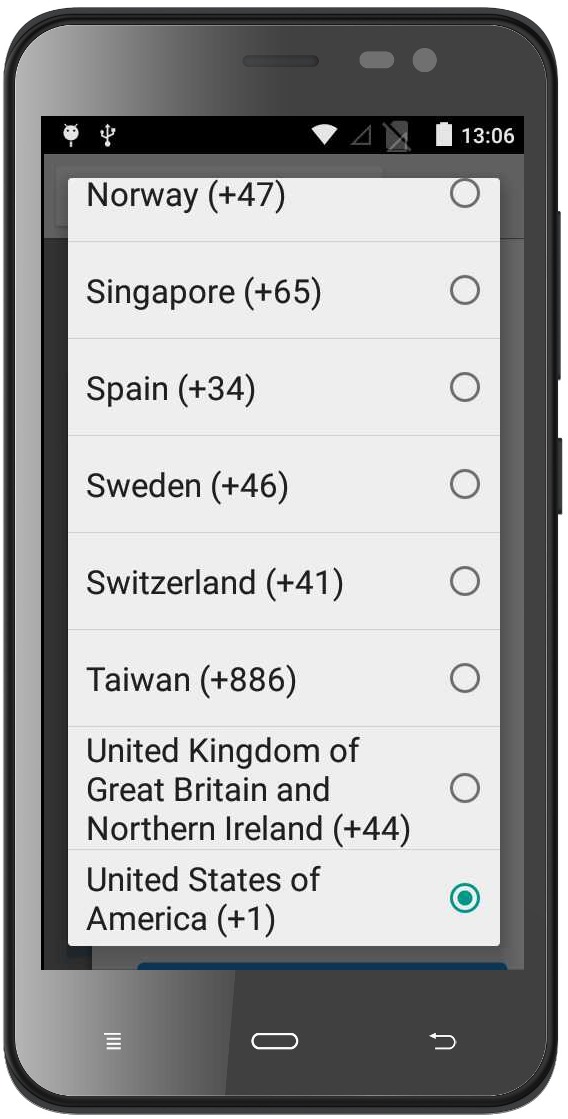 13:06
Norway (+47)
Singapore (+65)
Spain (+34)
Sweden (+46)
Switzerland (+41)
Taiwan (+886)
United Kingdom of
Great Britain and
Northern Ireland (+44)
United States of
America (+1)